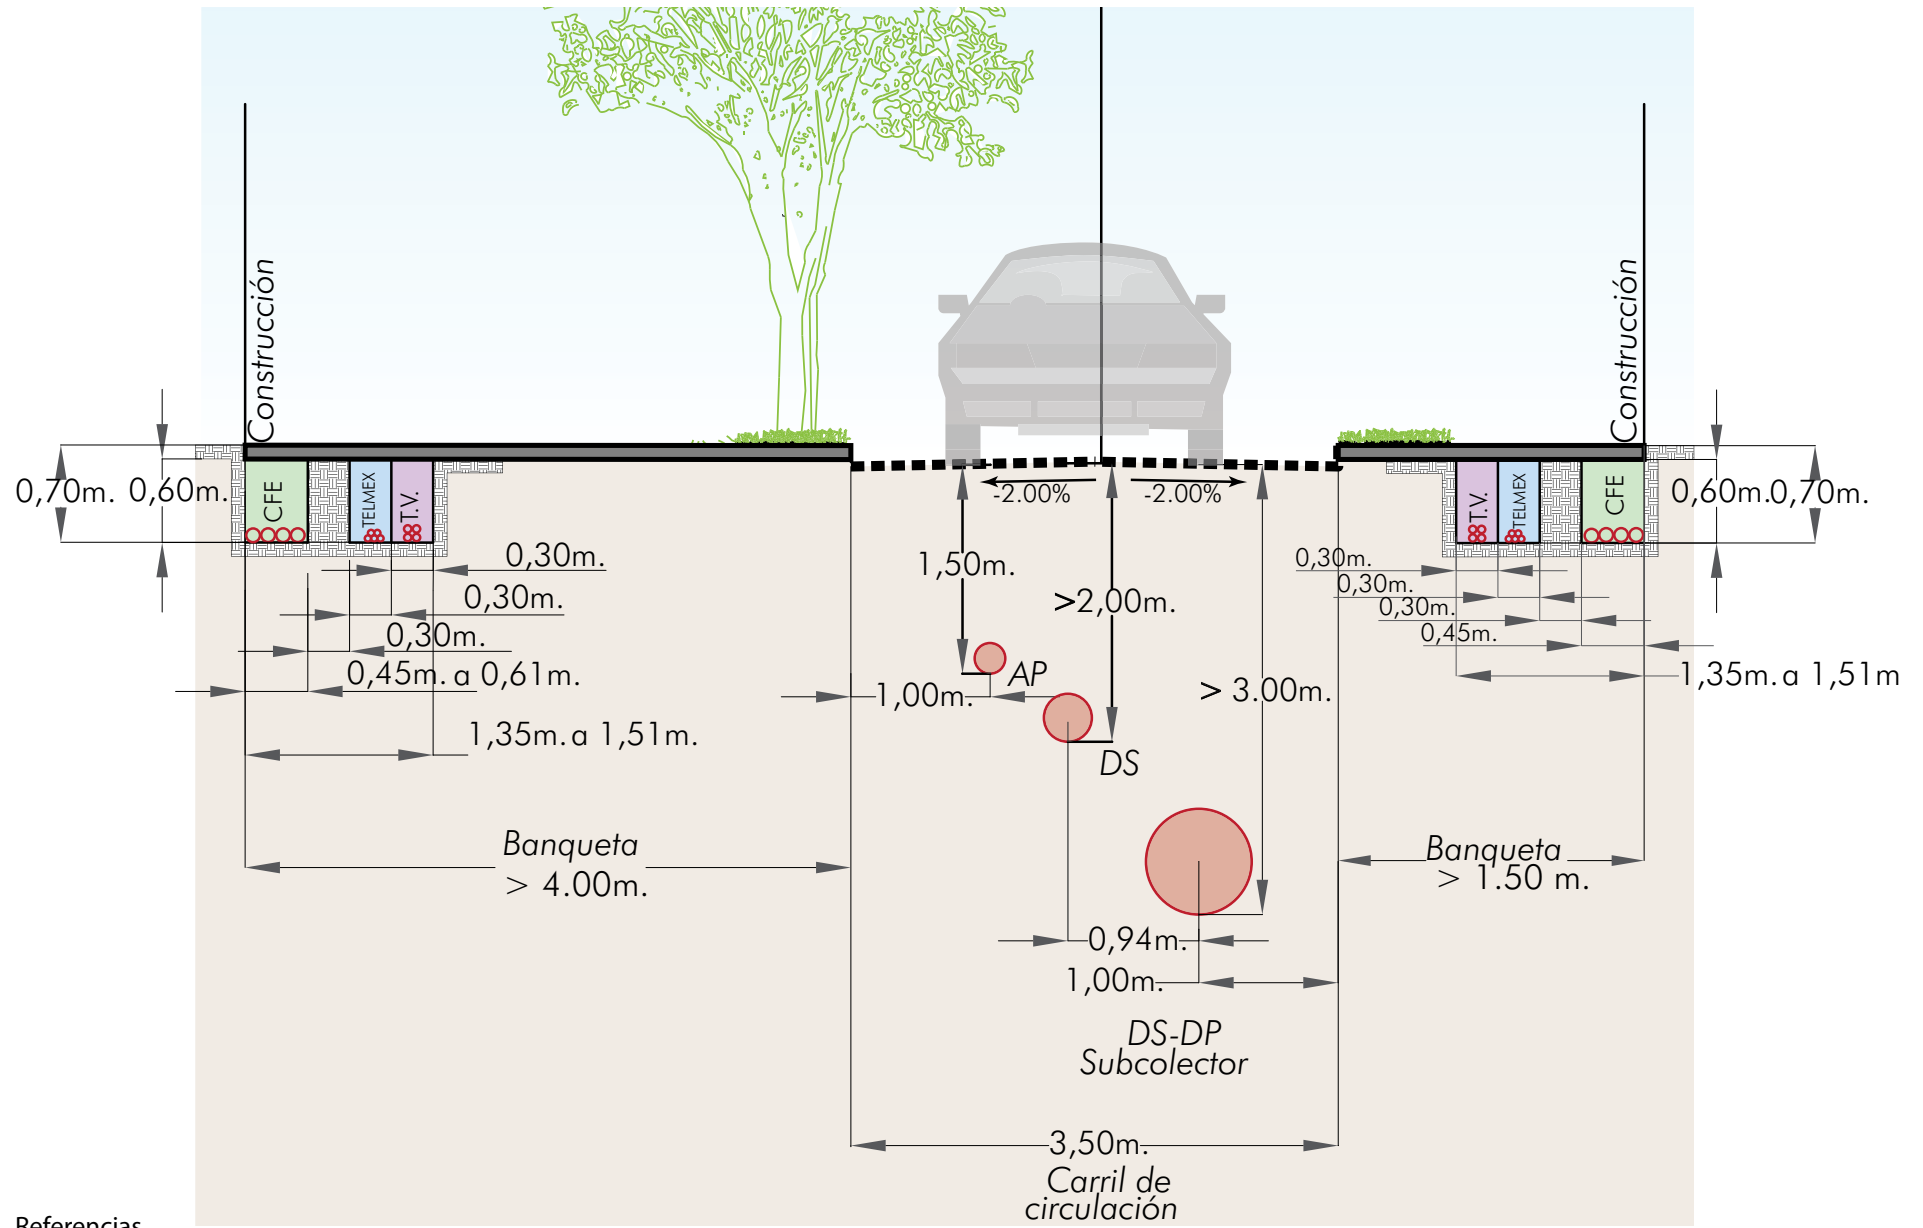 Construcción
Construcción
0,70m.
0,60m.
CFE
TELMEX
T.V.
-2.00%
-2.00%
T.V.
TELMEX
CFE
0,60m.
0,70m.
0,30m.
0,30m.
0,30m.
0,45m. a 0,61m.
1,35m. a 1,51m.
1,50m.
>2,00m.
> 3.00m.
AP
1,00m.
DS
0,30m.
0,30m.
0,30m.
0,45m.
1,35m. a 1,51m
Banqueta
> 4.00m.
Banqueta
> 1.50 m.
0,94m.
1,00m.
DS-DP
Subcolector
3,50m.
Carril de
circulación
Referencias